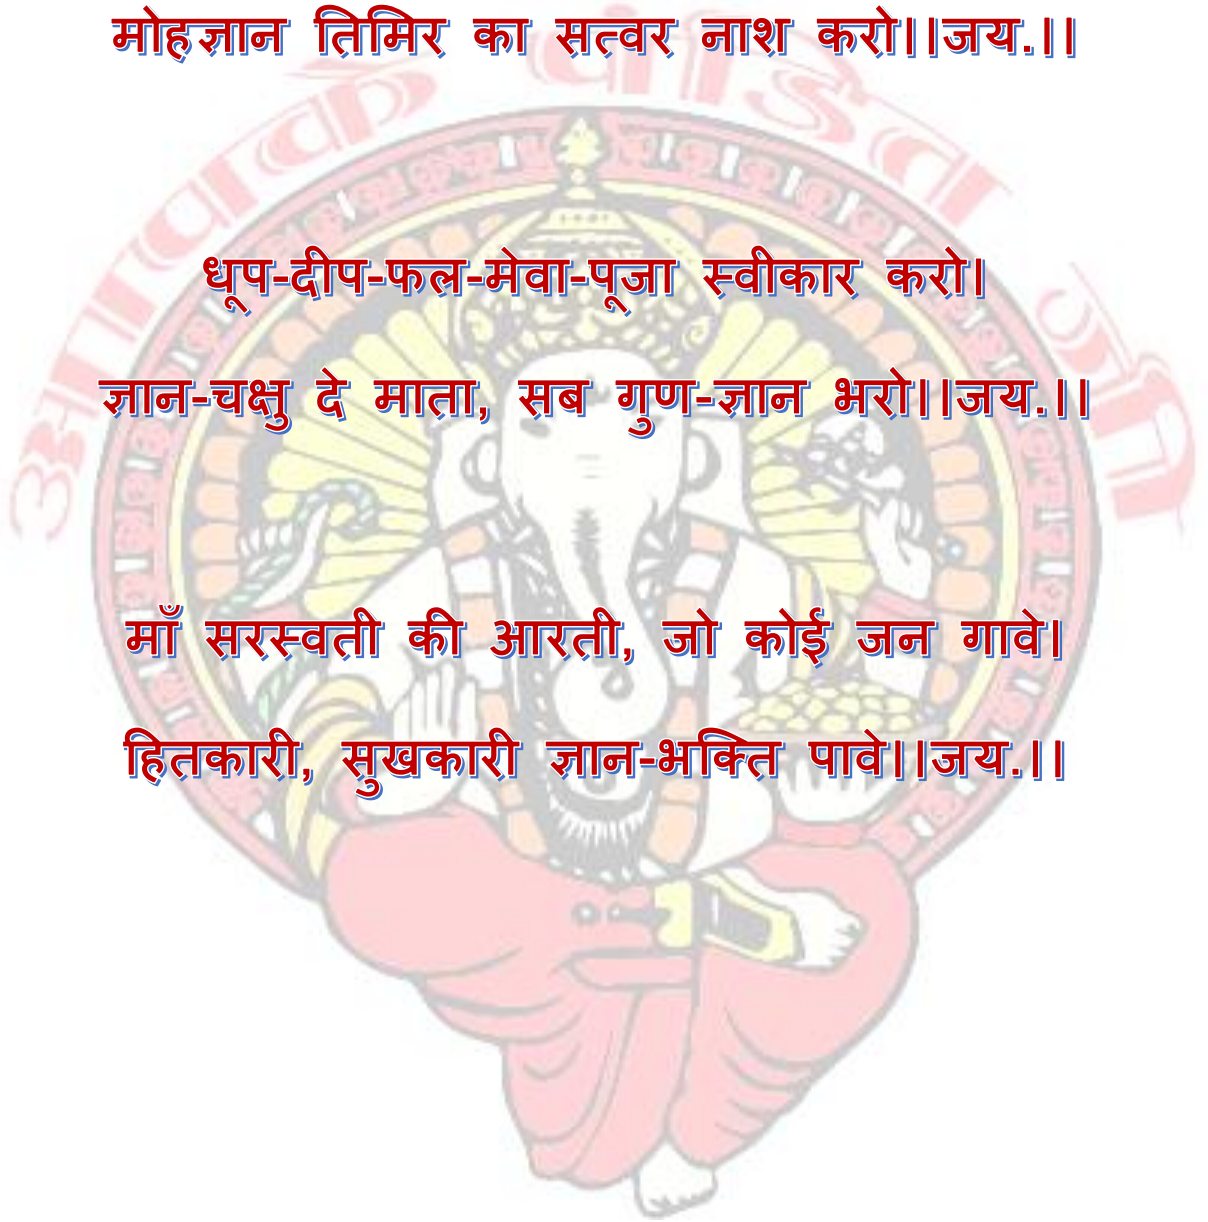 आपके पंडित जी
मोहज्ञान तिमिर का सत्वर नाश करो।।जय.।।
धूप-दीप-फल-मेवा-पूजा स्वीकार करो।
ज्ञान-चक्षु दे माता, सब गुण-ज्ञान भरो।।जय.।।
माँ सरस्वती की आरती, जो कोई जन गावे।
हितकारी, सुखकारी ज्ञान-भक्ति पावे।।जय.।।